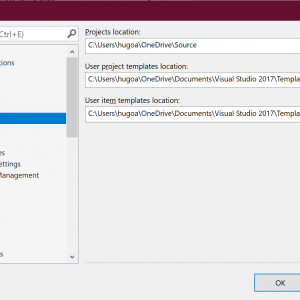 Ctrl+E)
Projects location:
C:\Users\hugoa\OneDrive\Source
ations
User project templates location:
C:\Users\hugoa\OneDrive\Documents\Visual Studio 2017\Templa
User item templates location:
C:\Users\hugoa\OneDrive\Documents\Visual Studio 2017\Templa
es
ettings
Management
s
OK